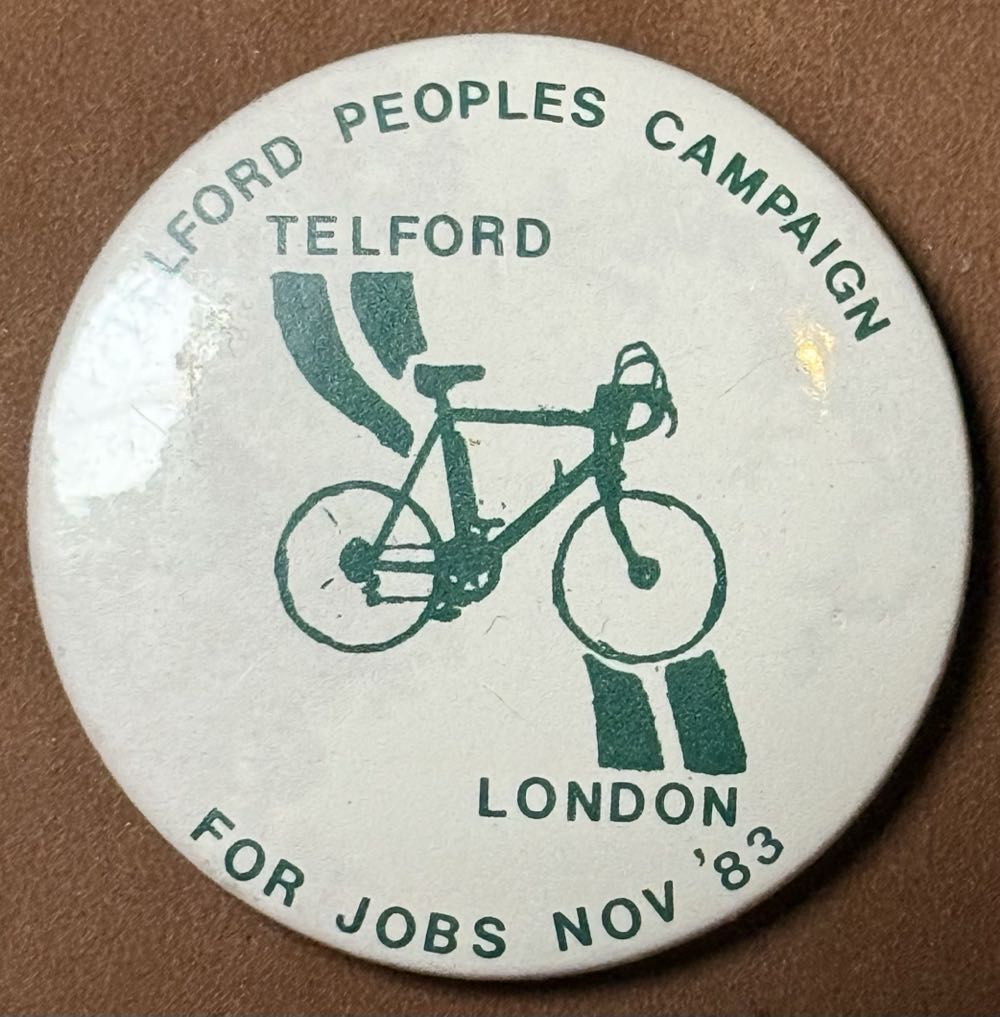 LFORD PEOPLES CAMPAIGN
TELFORD
LONDON
FOR JOBS NOV '83